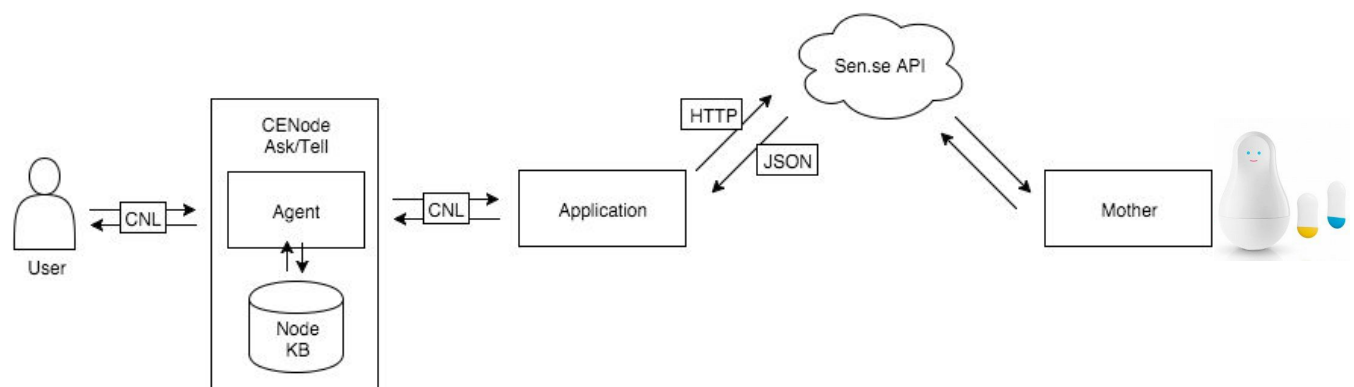 User
CNL
CENode
Ask/Tell
Agent
Node
KB
CNL
Application
HTTP
JSON
Sen.se API
Mother